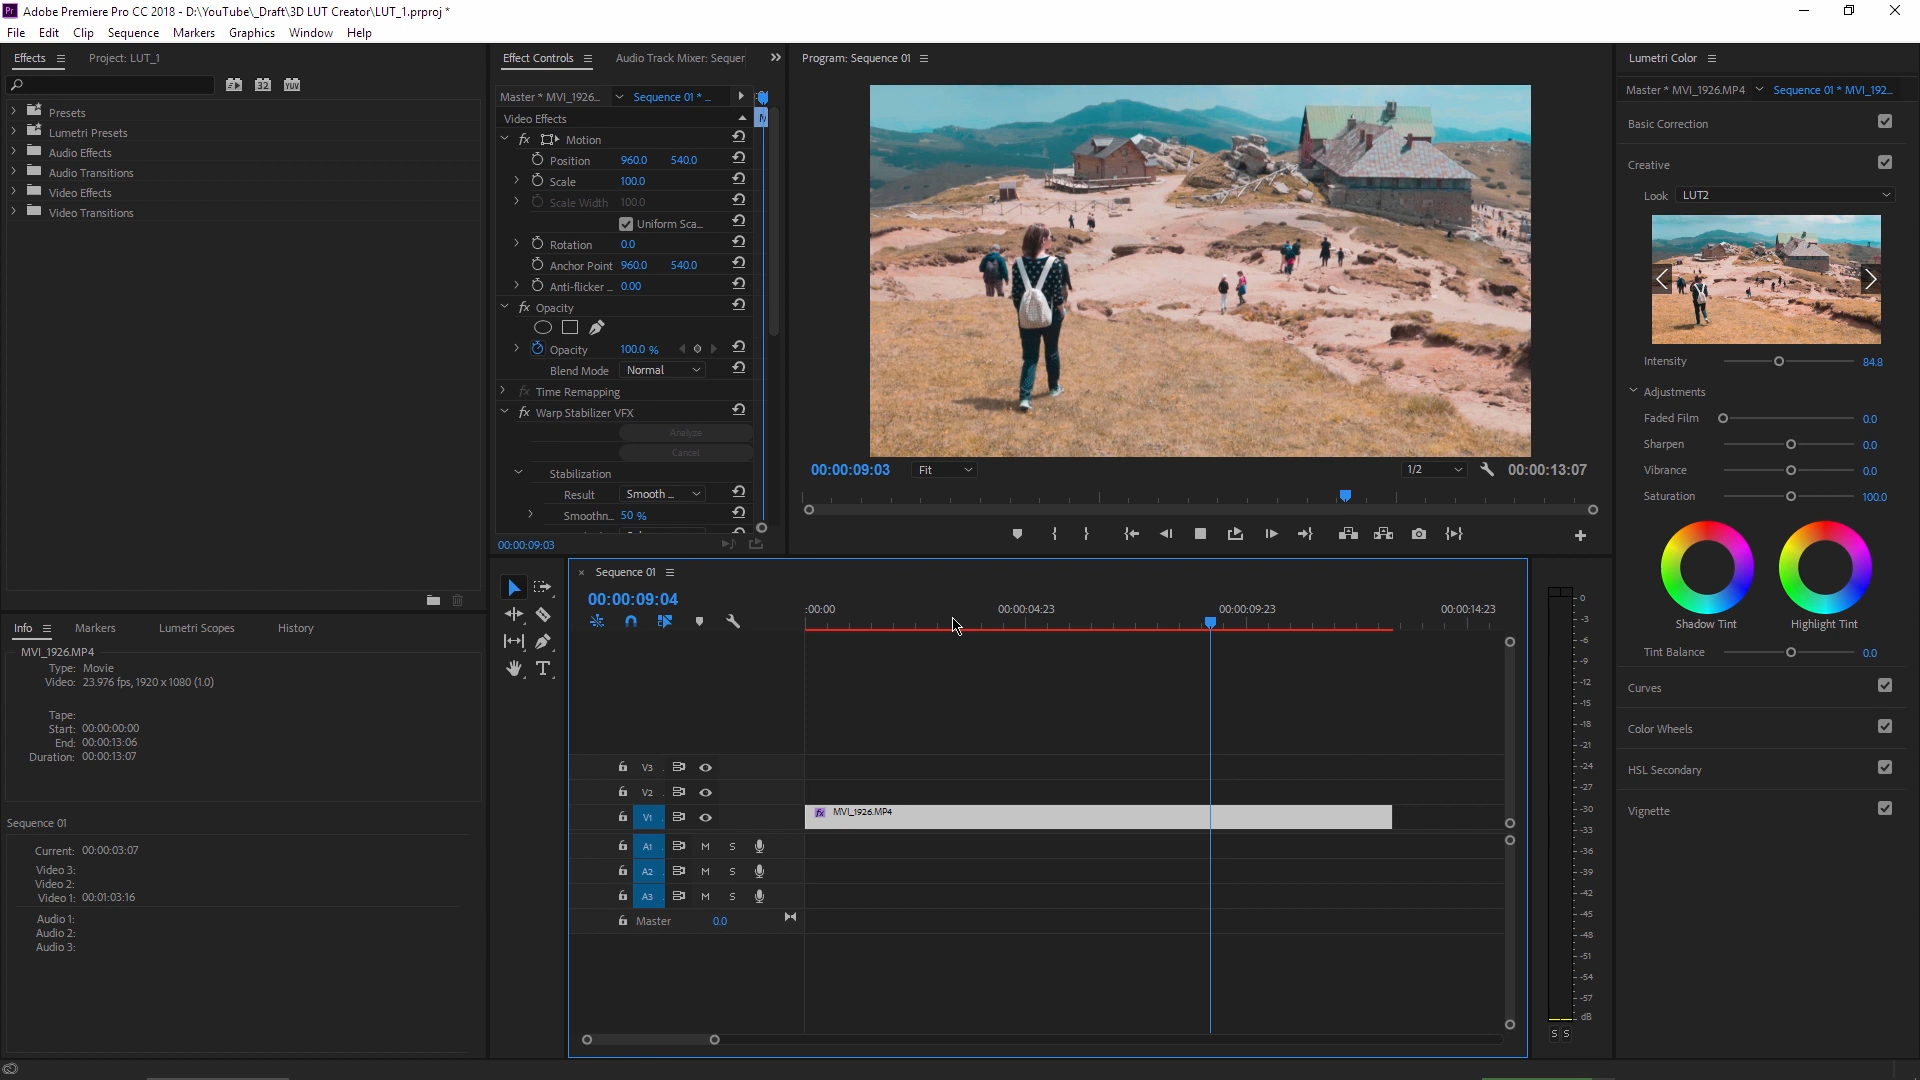 Adobe Premiere Pro CC 2018 - D:\YouTube\_Draft\3D LUT Creator\LUT_1.prproj *
File Edit Clip Sequence Markers Graphics Window Help
Effects
Project: LUT_1
Presets
Lumetri Presets
Audio Effects
Audio Transitions
Video Effects
Video Transitions
Effect Controls
Audio Track Mixer: Sequer
Master * MVI_1926...
Sequence 01 * ...
Video Effects
fx Motion
Position 960.0 540.0
Scale 100.0
Scale Width 100.0
Uniform Sca...
Rotation 0.0
Anchor Point 960.0 540.0
Anti-flicker ... 0.00
fx Opacity
Opacity 100.0 %
Blend Mode Normal
fx Time Remapping
fx Warp Stabilizer VFX
Analyze
Cancel
Stabilization
Result Smooth ...
Smoothn... 50 %
00:00:09:03
Program: Sequence 01
00:00:09:03
Fit
1/2
00:00:13:07
Lumetri Color
Master * MVI_1926.MP4
Sequence 01 * MVI_192...
Basic Correction
Creative
Look LUT2
Intensity 84.8
Adjustments
Faded Film 0.0
Sharpen 0.0
Vibrance 0.0
Saturation 100.0
Shadow Tint
Highlight Tint
Tint Balance 0.0
Curves
Color Wheels
HSL Secondary
Vignette
Info
Markers
Lumetri Scopes
History
MVI_1926.MP4
Type: Movie
Video: 23.976 fps, 1920 x 1080 (1.0)
Tape:
Start: 00:00:00:00
End: 00:00:13:06
Duration: 00:00:13:07
Sequence 01
Current: 00:00:03:07
Video 3:
Video 2:
Video 1: 00:01:03:16
Audio 1:
Audio 2:
Audio 3:
Sequence 01
00:00:09:04
:00:00
00:00:04:23
00:00:09:23
00:00:14:23
V3
V2
V1
fx MVI_1926.MP4
A1 M S
A2 M S
A3 M S
Master 0.0
0
-3
-6
-9
-12
-15
-18
-21
-24
-27
-30
-33
-36
-39
-42
-45
-48
-51
-54
-57
dB
S S